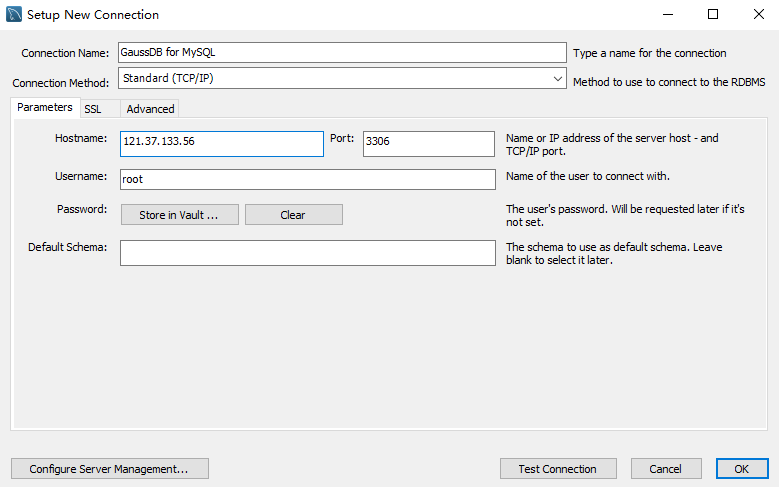 Setup New Connection
Connection Name: GaussDB for MySQL Type a name for the connection
Connection Method: Standard (TCP/IP) Method to use to connect to the RDBMS
Parameters SSL Advanced
Hostname: 121.37.133.56 Port: 3306 Name or IP address of the server host - and
TCP/IP port.
Username: root Name of the user to connect with.
Password: Store in Vault ... Clear The user's password. Will be requested later if it's
not set.
Default Schema: The schema to use as default schema. Leave
blank to select it later.
Configure Server Management... Test Connection Cancel OK